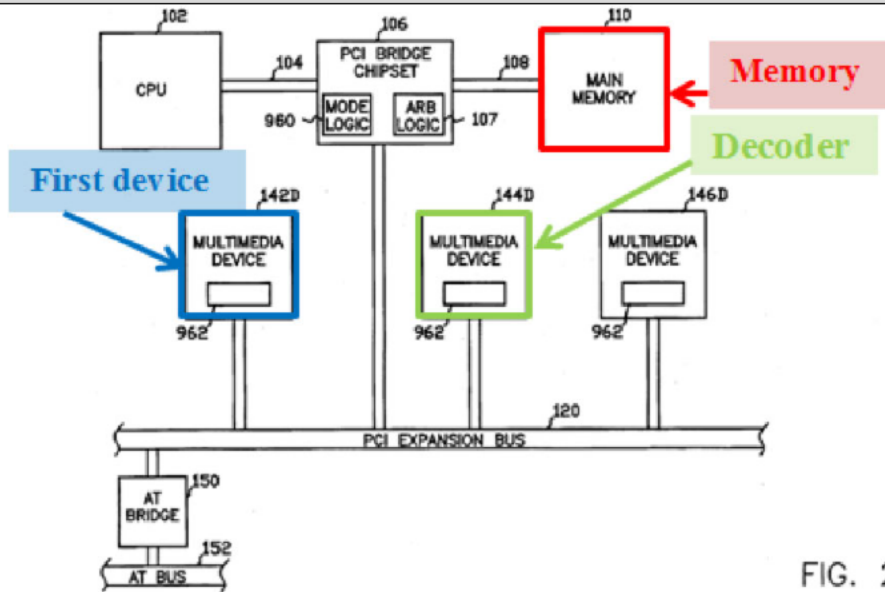 102
106
110
104
PCI BRIDGE
CHIPSET
108
CPU
MAIN
MEMORY
Memory
MODE
LOGIC
ARB
LOGIC
960
107
Decoder
First device
142D
144D
146D
MULTIMEDIA
DEVICE
MULTIMEDIA
DEVICE
MULTIMEDIA
DEVICE
962
962
962
120
PCI EXPANSION BUS
150
AT
BRIDGE
152
AT BUS
FIG.